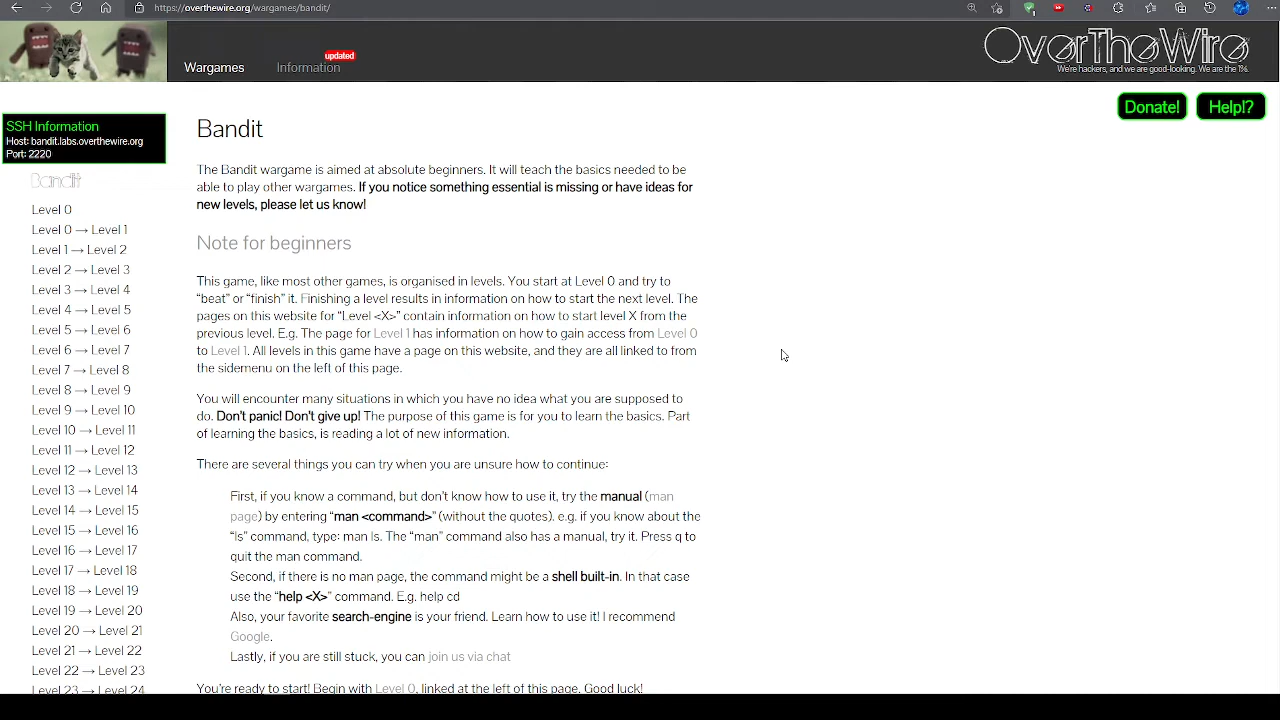 https://overthewire.org/wargames/bandit/
updated
Wargames Information
OverTheWire
We're hackers, and we are good-looking. We are the 1%.
Donate! Help!?
SSH Information
Host: bandit.labs.overthewire.org
Port: 2220
Bandit
Level 0
Level 0 → Level 1
Level 1 → Level 2
Level 2 → Level 3
Level 3 → Level 4
Level 4 → Level 5
Level 5 → Level 6
Level 6 → Level 7
Level 7 → Level 8
Level 8 → Level 9
Level 9 → Level 10
Level 10 → Level 11
Level 11 → Level 12
Level 12 → Level 13
Level 13 → Level 14
Level 14 → Level 15
Level 15 → Level 16
Level 16 → Level 17
Level 17 → Level 18
Level 18 → Level 19
Level 19 → Level 20
Level 20 → Level 21
Level 21 → Level 22
Level 22 → Level 23
Level 23 → Level 24
Bandit
The Bandit wargame is aimed at absolute beginners. It will teach the basics needed to be
able to play other wargames. If you notice something essential is missing or have ideas for
new levels, please let us know!
Note for beginners
This game, like most other games, is organised in levels. You start at Level 0 and try to
“beat” or “finish” it. Finishing a level results in information on how to start the next level. The
pages on this website for “Level <X>” contain information on how to start level X from the
previous level. E.g. The page for Level 1 has information on how to gain access from Level 0
to Level 1. All levels in this game have a page on this website, and they are all linked to from
the sidemenu on the left of this page.
You will encounter many situations in which you have no idea what you are supposed to
do. Don’t panic! Don’t give up! The purpose of this game is for you to learn the basics. Part
of learning the basics, is reading a lot of new information.
There are several things you can try when you are unsure how to continue:
First, if you know a command, but don’t know how to use it, try the manual (man
page) by entering “man <command>” (without the quotes). e.g. if you know about the
“ls” command, type: man ls. The “man” command also has a manual, try it. Press q to
quit the man command.
Second, if there is no man page, the command might be a shell built-in. In that case
use the “help <X>” command. E.g. help cd
Also, your favorite search-engine is your friend. Learn how to use it! I recommend
Google.
Lastly, if you are still stuck, you can join us via chat
You’re ready to start! Begin with Level 0, linked at the left of this page. Good luck!